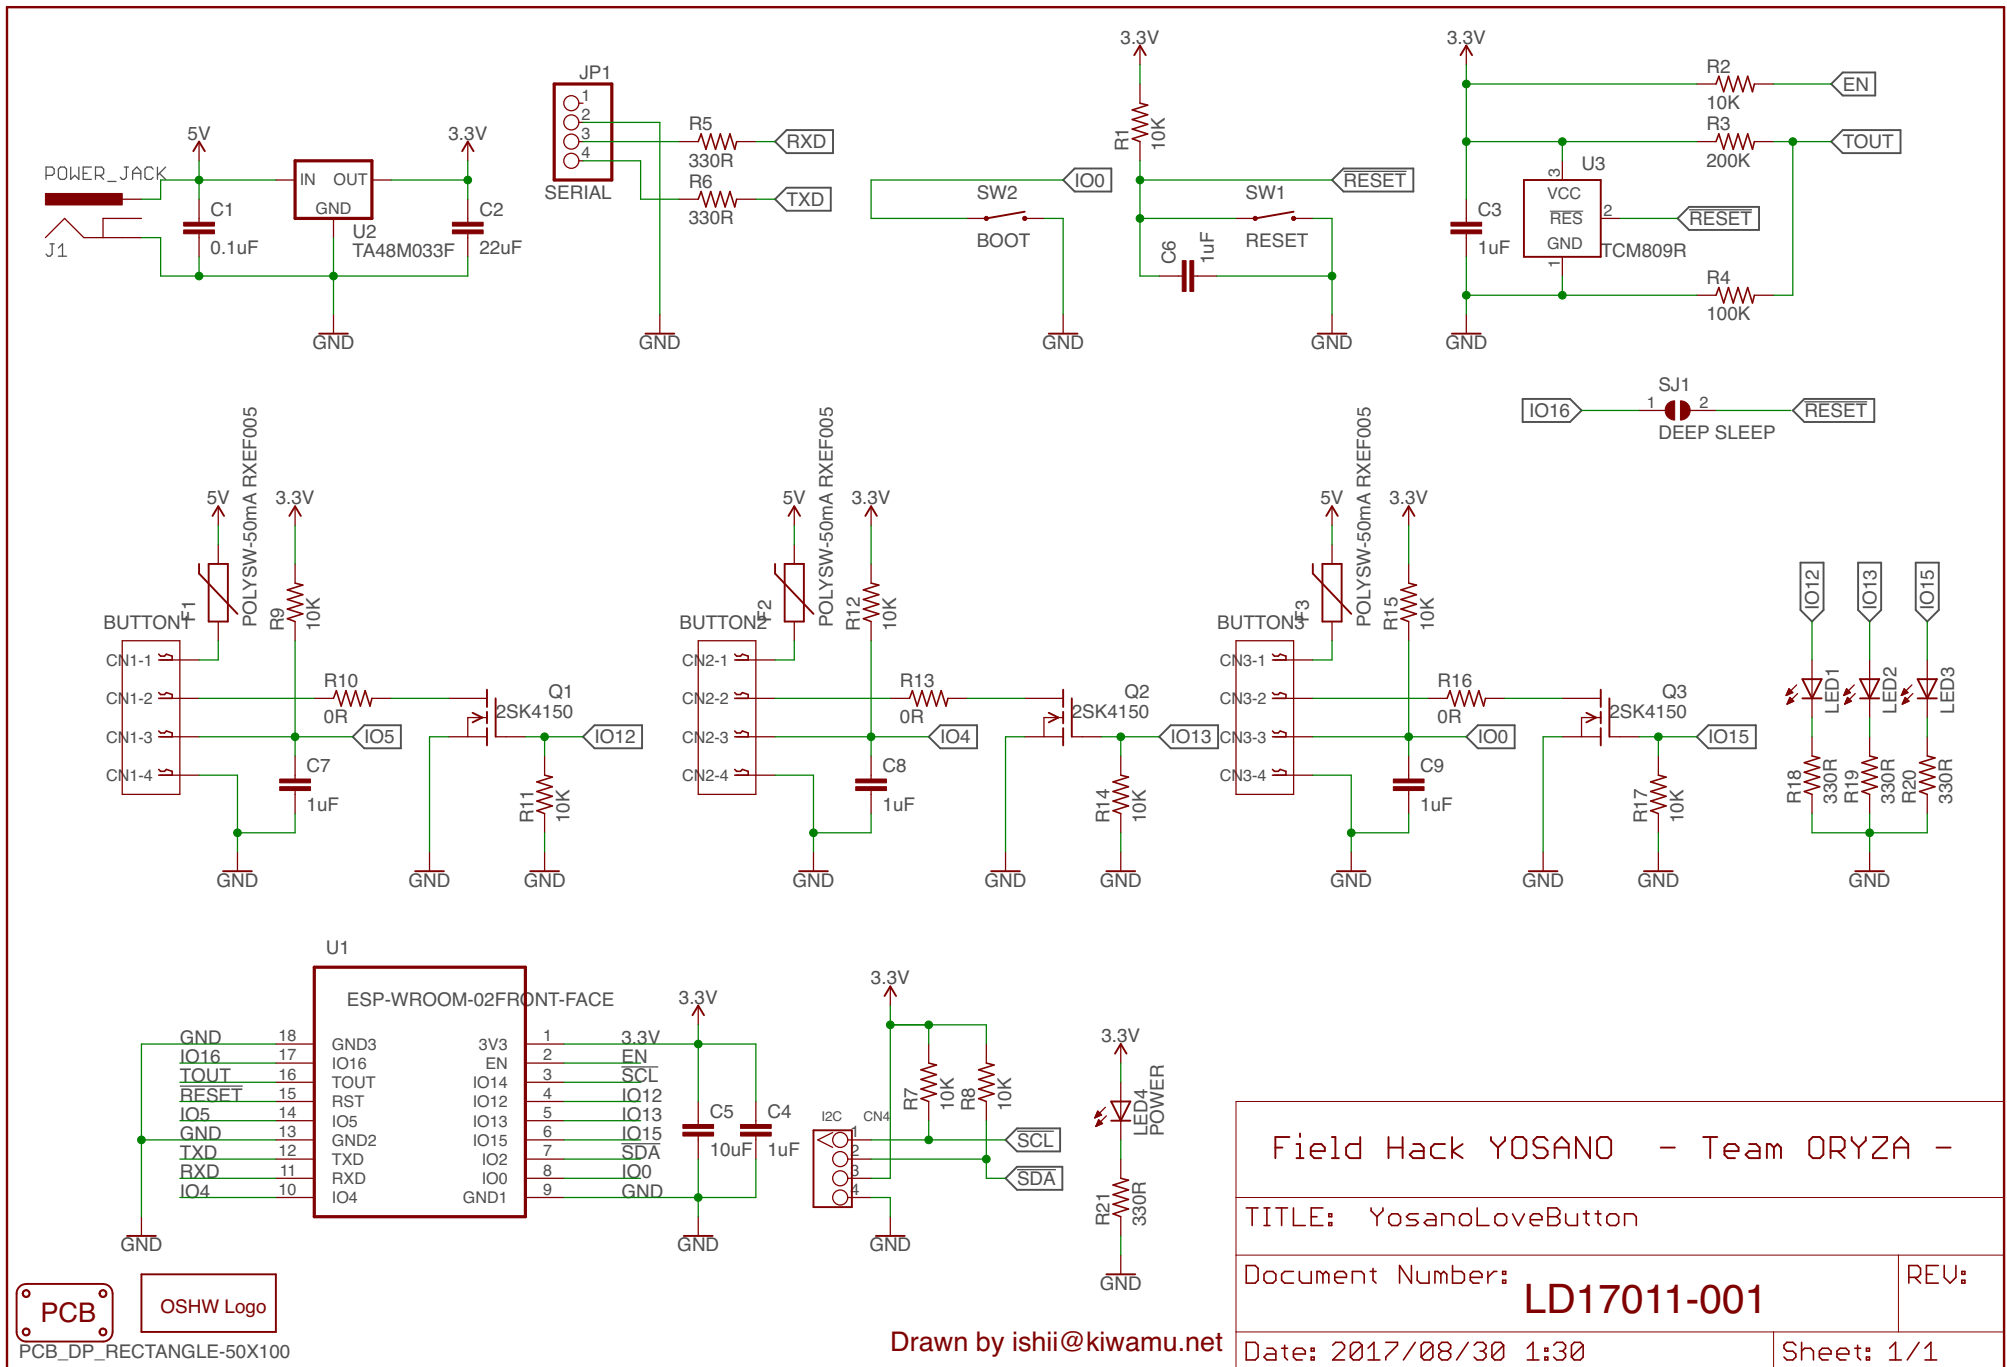 POWER_JACK
J1
5V
C1
0.1uF
IN OUT
GND
U2
TA48M033F
3.3V
C2
22uF
GND
JP1
1
2
3
4
SERIAL
R5
330R
RXD
R6
330R
TXD
GND
IO0
SW2
BOOT
GND
3.3V
R1
10K
RESET
SW1
RESET
C6
1uF
GND
3.3V
R2
10K
EN
R3
200K
TOUT
U3
3
VCC
RES
2
GND
1
TCM809R
RESET
C3
1uF
R4
100K
GND
SJ1
IO16
1
2
RESET
DEEP SLEEP
5V
3.3V
POLYSW-50mA RXEF005
F1
R9
10K
BUTTON1
CN1-1
CN1-2
CN1-3
CN1-4
R10
0R
Q1
2SK4150
IO5
IO12
C7
1uF
R11
10K
GND
GND
GND
5V
3.3V
POLYSW-50mA RXEF005
F2
R12
10K
BUTTON2
CN2-1
CN2-2
CN2-3
CN2-4
R13
0R
Q2
2SK4150
IO4
IO13
C8
1uF
R14
10K
GND
GND
GND
5V
3.3V
POLYSW-50mA RXEF005
F3
R15
10K
BUTTON3
CN3-1
CN3-2
CN3-3
CN3-4
R16
0R
Q3
2SK4150
IO0
IO15
C9
1uF
R17
10K
GND
GND
GND
IO12
IO13
IO15
LED1
LED2
LED3
R18
330R
R19
330R
R20
330R
GND
U1
ESP-WROOM-02FRONT-FACE
GND 18 GND3
IO16 17 IO16
TOUT 16 TOUT
RESET 15 RST
IO5 14 IO5
GND 13 GND2
TXD 12 TXD
RXD 11 RXD
IO4 10 IO4
3V3 1 3.3V
EN 2 EN
IO14 3 SCL
IO12 4 IO12
IO13 5 IO13
IO15 6 IO15
IO2 7 SDA
IO0 8 IO0
GND1 9 GND
GND
3.3V
C5
10uF
C4
1uF
GND
3.3V
R7
10K
R8
10K
I2C
CN4
1
2
3
4
SCL
SDA
GND
3.3V
LED4
POWER
R21
330R
GND
PCB
OSHW Logo
PCB_DP_RECTANGLE-50X100
Drawn by ishii@kiwamu.net
Field Hack YOSANO - Team ORYZA -
TITLE: YosanoLoveButton
Document Number:
LD17011-001
REV:
Date: 2017/08/30 1:30
Sheet: 1/1